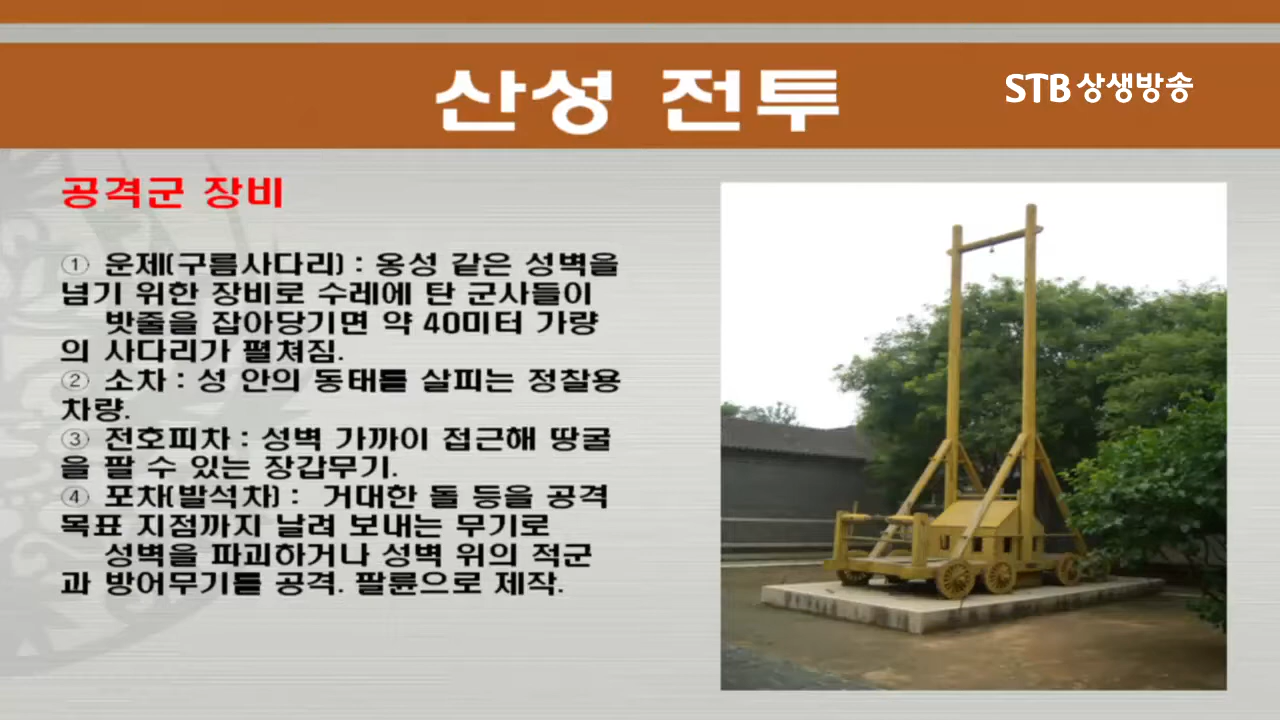 산성 전투
STB 상생방송
공격군 장비
① 운제(구름사다리) : 옹성 같은 성벽을
넘기 위한 장비로 수레에 탄 군사들이
밧줄을 잡아당기면 약 40미터 가량
의 사다리가 펼쳐짐.
② 소차 : 성 안의 동태를 살피는 정찰용
차량.
③ 전호피차 : 성벽 가까이 접근해 땅굴
을 팔 수 있는 장갑무기.
④ 포차(발석차) : 거대한 돌 등을 공격
목표 지점까지 날려 보내는 무기로
성벽을 파괴하거나 성벽 위의 적군
과 방어무기를 공격. 팔륜으로 제작.